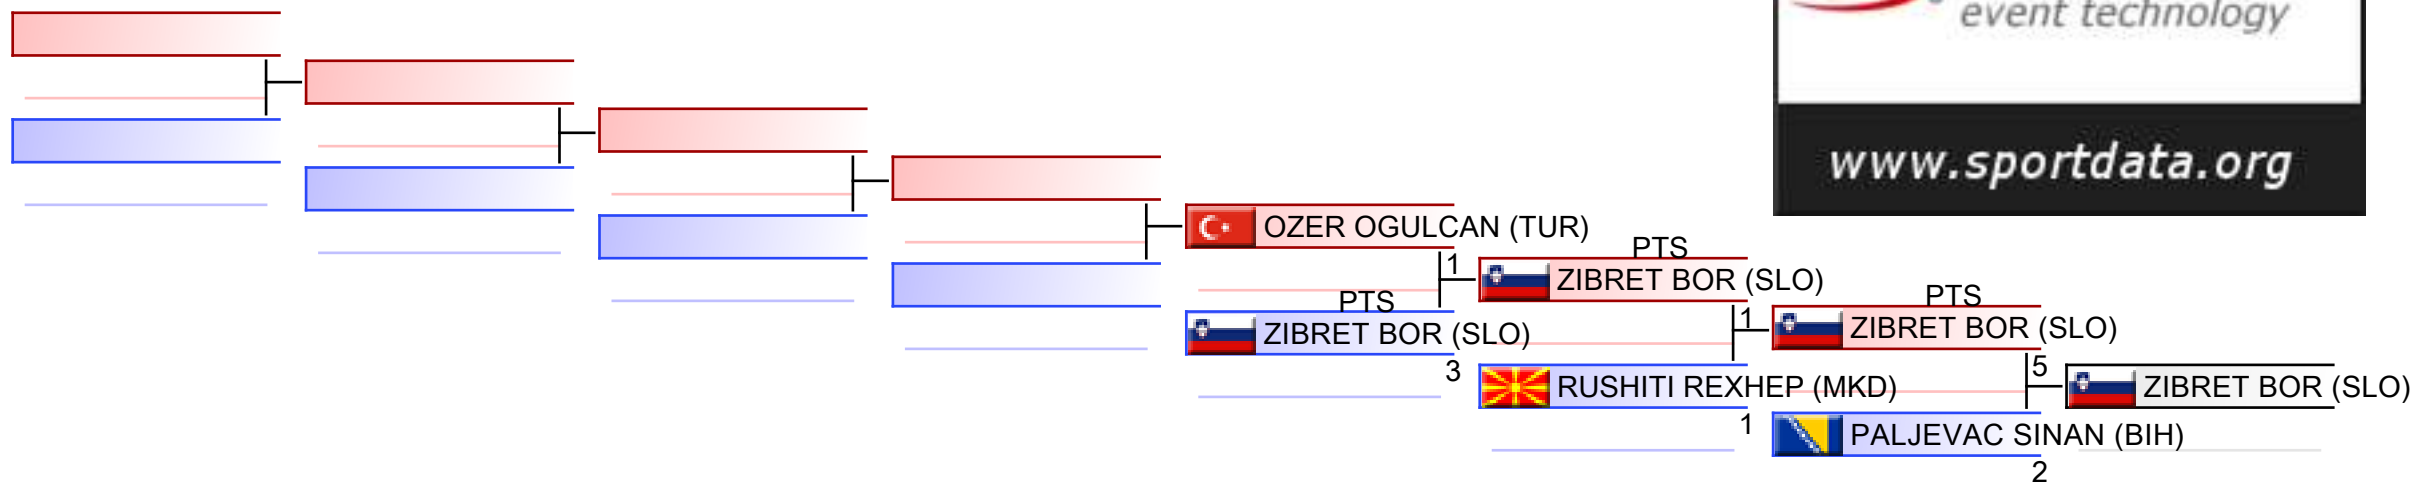 event technology
www.sportdata.org
OZER OGULCAN (TUR)
1
PTS
ZIBRET BOR (SLO)
PTS
ZIBRET BOR (SLO)
3
1
PTS
ZIBRET BOR (SLO)
RUSHITI REXHEP (MKD)
1
5
ZIBRET BOR (SLO)
PALJEVAC SINAN (BIH)
2